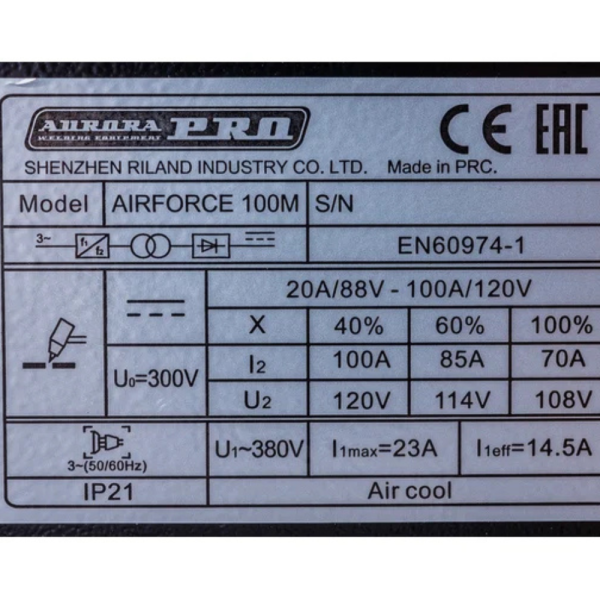 AURORA PRO CE EAC
WELDING EQUIPMENT
SHENZHEN RILAND INDUSTRY CO. LTD. Made in PRC.
Model AIRFORCE 100M S/N
3~ f1 f2 EN60974-1
20A/88V - 100A/120V
X 40% 60% 100%
U0=300V I2 100A 85A 70A
U2 120V 114V 108V
3~(50/60Hz) U1~380V I1max=23A I1eff=14.5A
IP21 Air cool